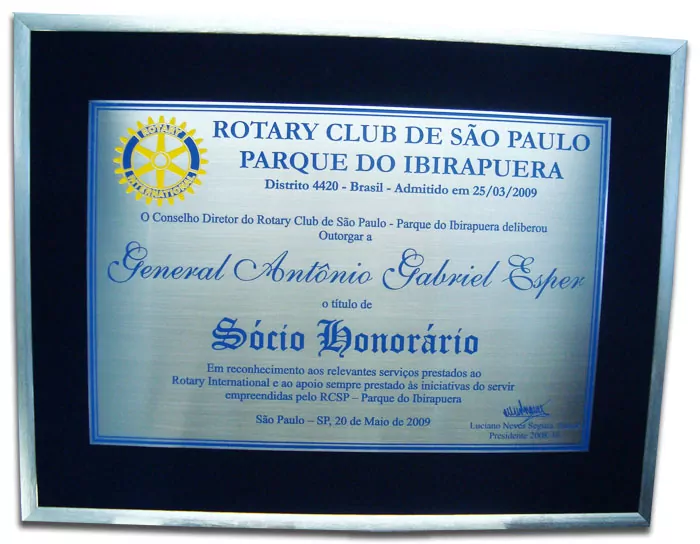 ROTARY
INTERNATIONAL
ROTARY CLUB DE SÃO PAULO
PARQUE DO IBIRAPUERA
Distrito 4420 - Brasil - Admitido em 25/03/2009
O Conselho Diretor do Rotary Club de São Paulo - Parque do Ibirapuera deliberou
Outorgar a
General Antônio Gabriel Esper
o título de
Sócio Honorário
Em reconhecimento aos relevantes serviços prestados ao
Rotary International e ao apoio sempre prestado às iniciativas do servir
empreendidas pelo RCSP – Parque do Ibirapuera
São Paulo – SP, 20 de Maio de 2009
Luciano Neves
Presidente